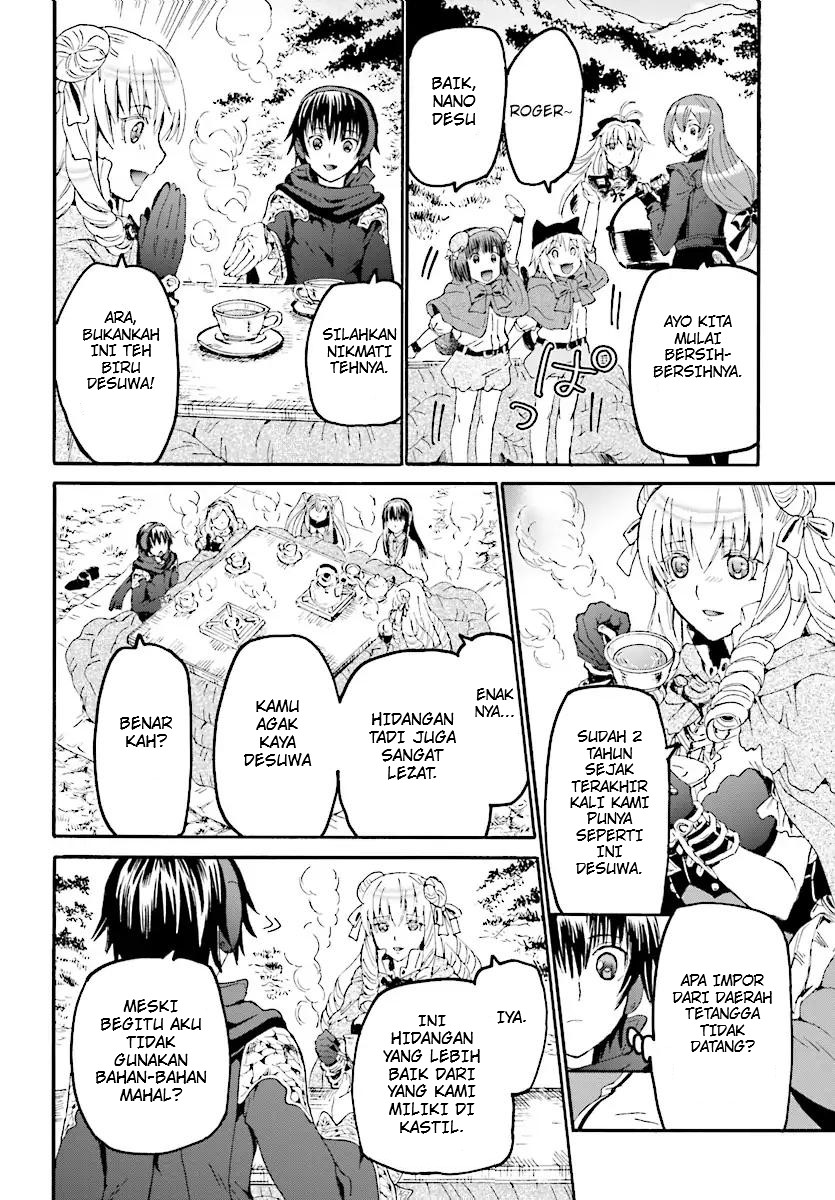 AYO KITA
MULAI
BERSIH-
BERSIHNYA.
ROGER~
BAIK,
NANO
DESU
っぱ
SILAHKAN
NIKMATI
TEHNYA.
ARA,
BUKANKAH
INI TEH
BIRU
DESUWA!
SUDAH 2
TAHUN
SEJAK
TERAKHIR
KALI KAMI
PUNYA
SEPERTI
INI
DESUWA.
ENAK
NYA...
HIDANGAN
TADI JUGA
SANGAT
LEZAT.
KAMU
AGAK
KAYA
DESUWA
BENAR
KAH?
APA IMPOR
DARI DAERAH
TETANGGA
TIDAK
DATANG?
IYA.
INI
HIDANGAN
YANG LEBIH
BAIK DARI
YANG KAMI
MILIKI DI
KASTIL.
MESKI
BEGITU AKU
TIDAK
GUNAKAN
BAHAN-BAHAN
MAHAL?